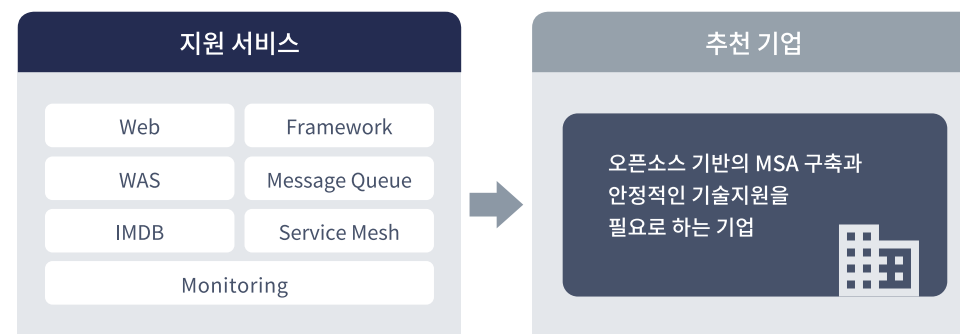 지원 서비스
추천 기업
Web
Framework
WAS
Message Queue
IMDB
Service Mesh
Monitoring
오픈소스 기반의 MSA 구축과
안정적인 기술지원을
필요로 하는 기업